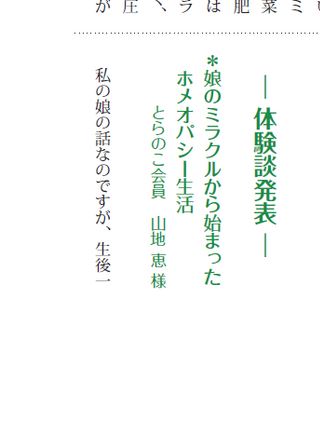 ミ
菜
肥
は
ラ
べ、
圧
が
― 体験談発表 ―
*娘のミラクルから始まった
ホメオパシー生活
とらのこ会員　山地 恵 様
私の娘の話なのですが、生後一